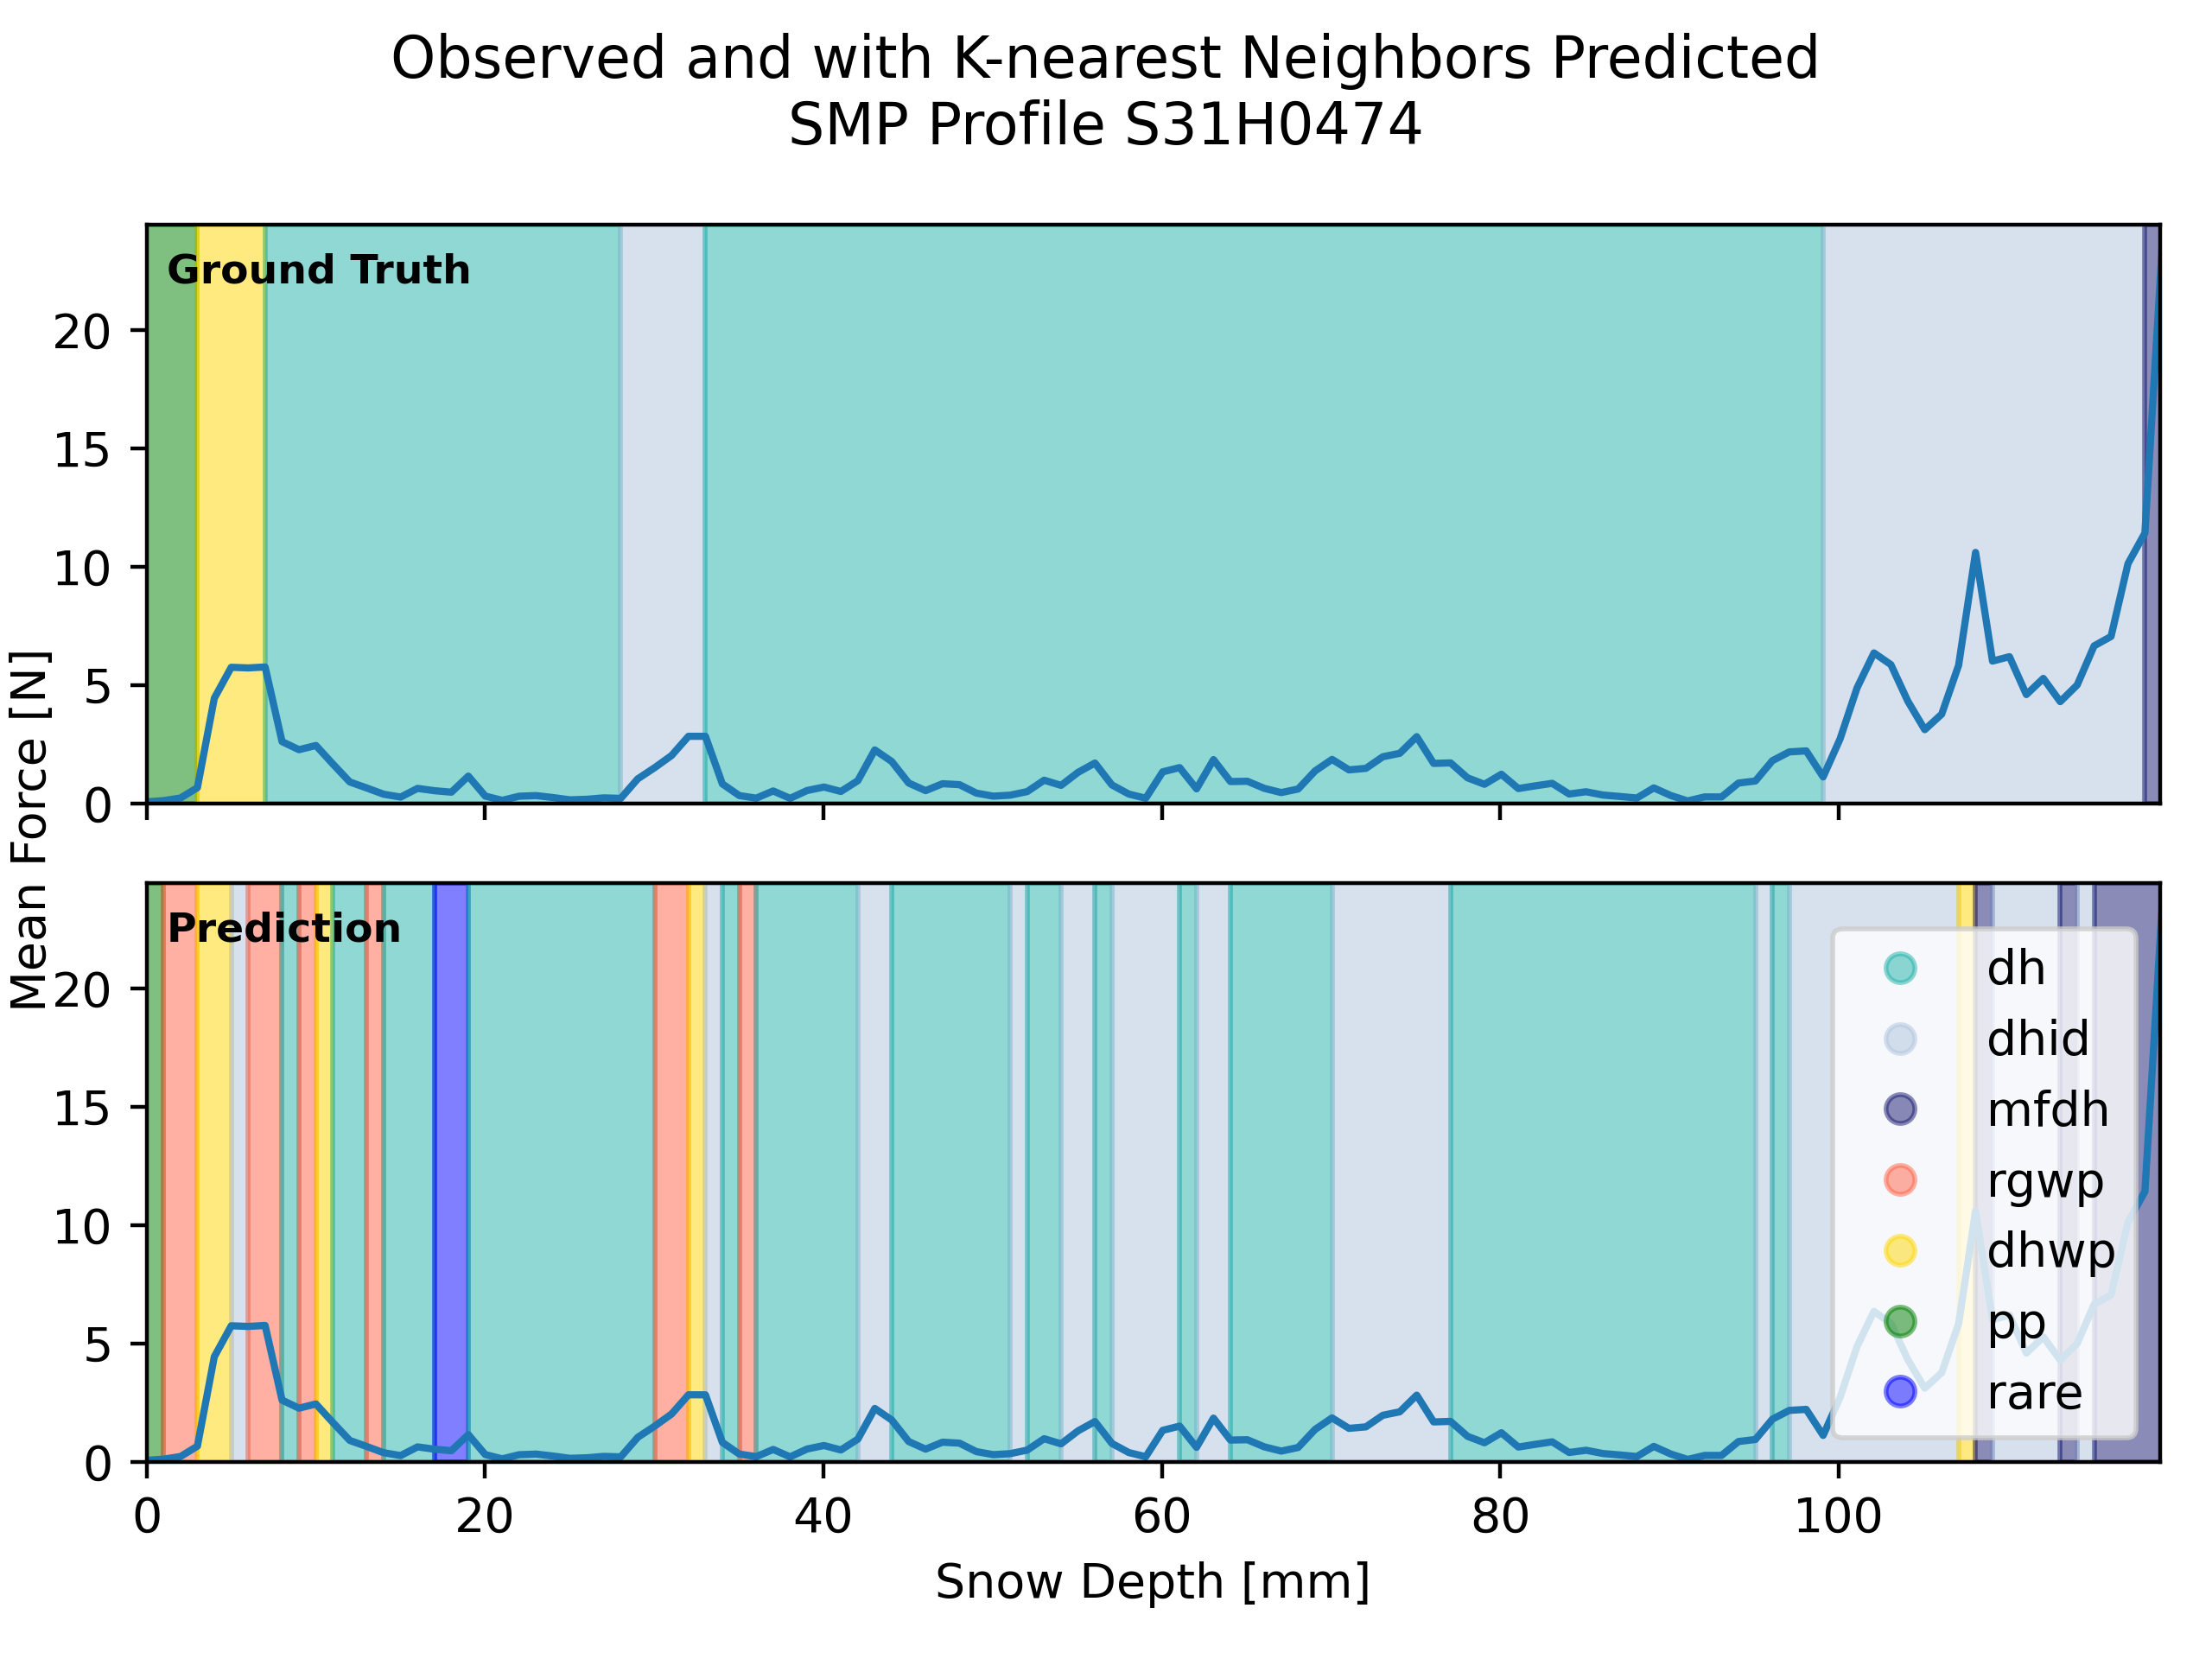 Observed and with K-nearest Neighbors Predicted
SMP Profile S31H0474
Ground Truth
20
15
10
5
0
Mean Force [N]
Prediction
20
15
10
5
0
dh
dhid
mfdh
rgwp
dhwp
pp
rare
0 20 40 60 80 100
Snow Depth [mm]